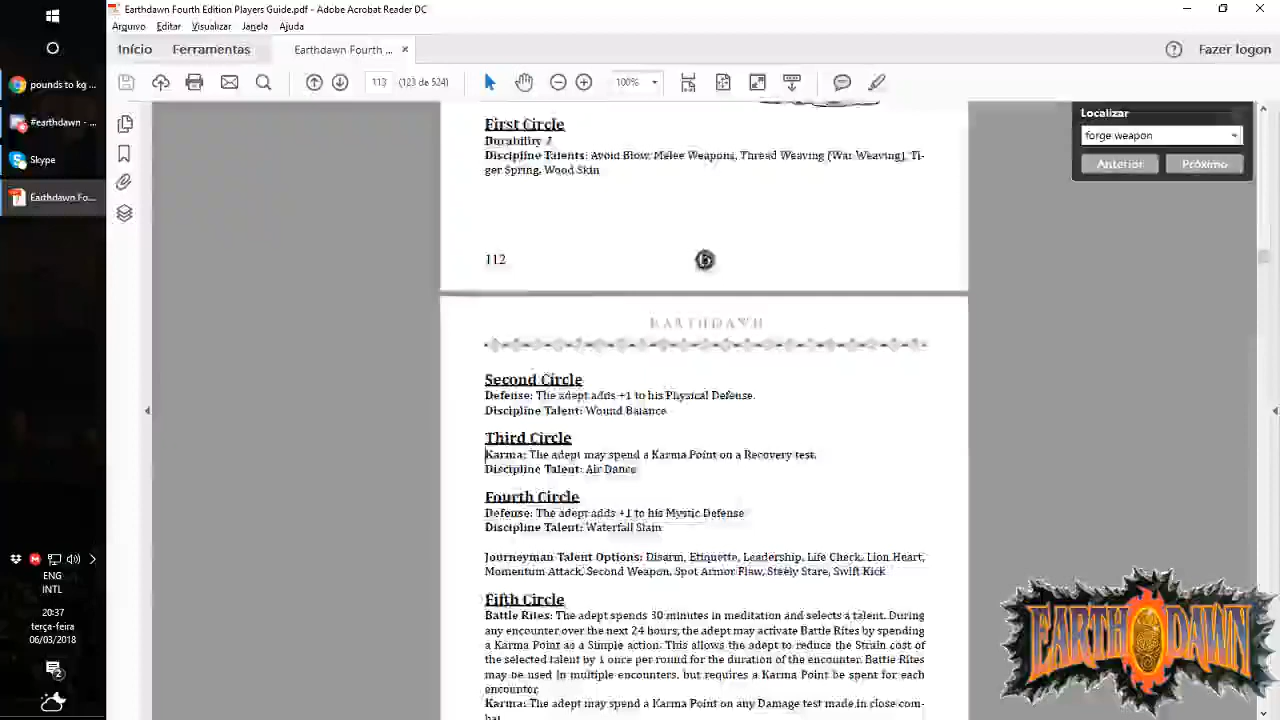 Earthdawn Fourth Edition Players Guide.pdf - Adobe Acrobat Reader DC
Arquivo Editar Visualizar Janela Ajuda
Início Ferramentas Earthdawn Fourth ... × Fazer logon
113 (123 de 524) 100%
pounds to kg ...
#earthdawn - ...
Skype
Earthdawn Fo...
Localizar
forge weapon
Anterior Próximo
First Circle
Durability 7
Discipline Talents: Avoid Blow, Melee Weapons, Thread Weaving [War Weaving], Ti-
ger Spring, Wood Skin
112
EARTHDAWN
Second Circle
Defense: The adept adds +1 to his Physical Defense.
Discipline Talent: Wound Balance
Third Circle
Karma: The adept may spend a Karma Point on a Recovery test.
Discipline Talent: Air Dance
Fourth Circle
Defense: The adept adds +1 to his Mystic Defense
Discipline Talent: Waterfall Slam
Journeyman Talent Options: Disarm, Etiquette, Leadership, Life Check, Lion Heart,
Momentum Attack, Second Weapon, Spot Armor Flaw, Steely Stare, Swift Kick
Fifth Circle
Battle Rites: The adept spends 30 minutes in meditation and selects a talent. During
any encounter over the next 24 hours, the adept may activate Battle Rites by spending
a Karma Point as a Simple action. This allows the adept to reduce the Strain cost of
the selected talent by 1 once per round for the duration of the encounter. Battle Rites
may be used in multiple encounters, but requires a Karma Point be spent for each
encounter.
Karma: The adept may spend a Karma Point on any Damage test made in close com-
bat.
ENG
INTL
20:37
terça-feira
06/03/2018
2
EARTHDAWN